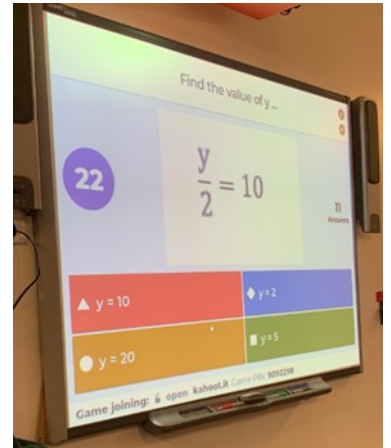 Find the value of y ...
22
y
2
= 10
11
Answers
y = 10
y = 2
y = 20
y = 5
Game joining: open kahoot.it Game PIN: 9092298